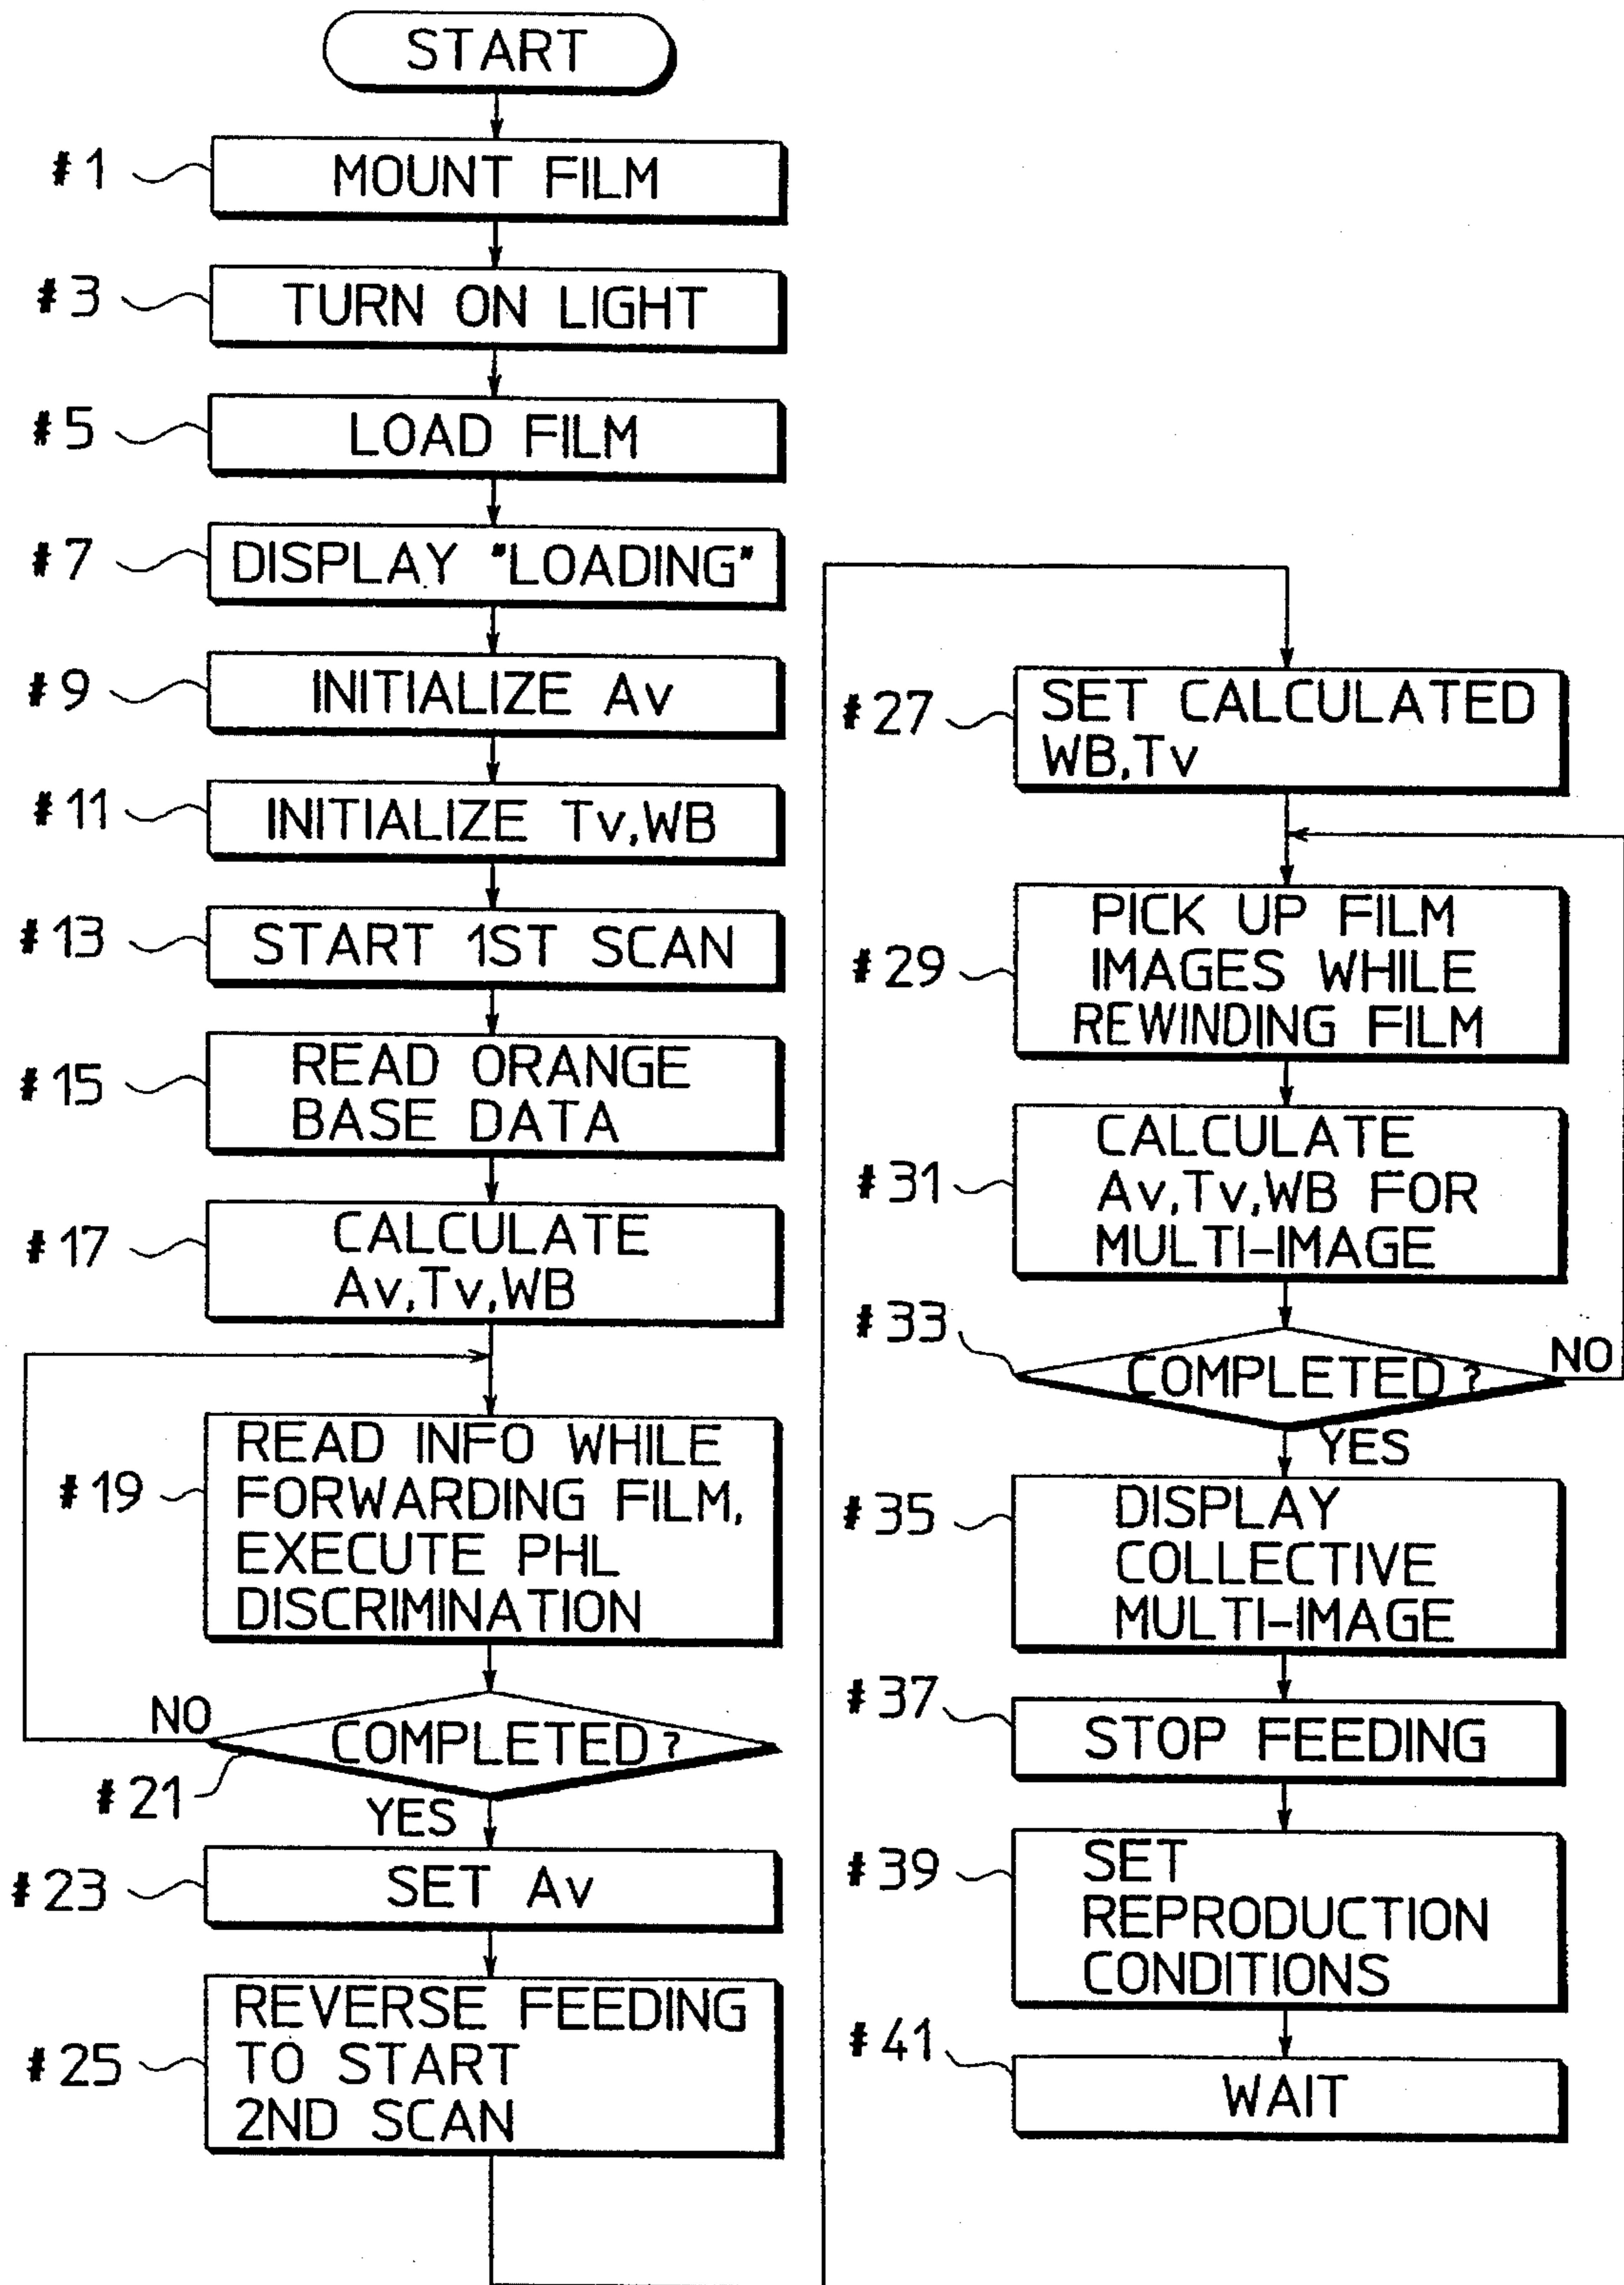 START
#1
MOUNT FILM
#3
TURN ON LIGHT
#5
LOAD FILM
#7
DISPLAY "LOADING"
#9
INITIALIZE Av
#11
INITIALIZE Tv,WB
#13
START 1ST SCAN
#15
READ ORANGE
BASE DATA
#17
CALCULATE
Av,Tv,WB
#19
READ INFO WHILE
FORWARDING FILM,
EXECUTE PHL
DISCRIMINATION
NO
COMPLETED?
#21
YES
#23
SET Av
#25
REVERSE FEEDING
TO START
2ND SCAN
#27
SET CALCULATED
WB,Tv
#29
PICK UP FILM
IMAGES WHILE
REWINDING FILM
#31
CALCULATE
Av,Tv,WB FOR
MULTI-IMAGE
#33
COMPLETED?
NO
YES
#35
DISPLAY
COLLECTIVE
MULTI-IMAGE
#37
STOP FEEDING
#39
SET
REPRODUCTION
CONDITIONS
#41
WAIT